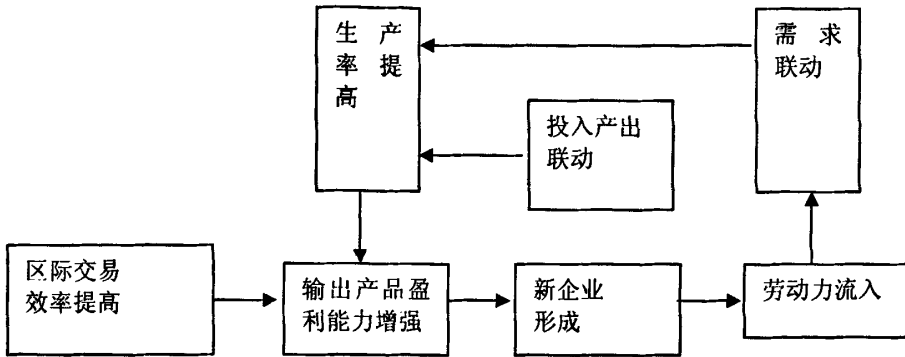 生产
率提
高
需求
联动
投入产出
联动
区际交易
效率提高
输出产品盈
利能力增强
新企业
形成
劳动力流入